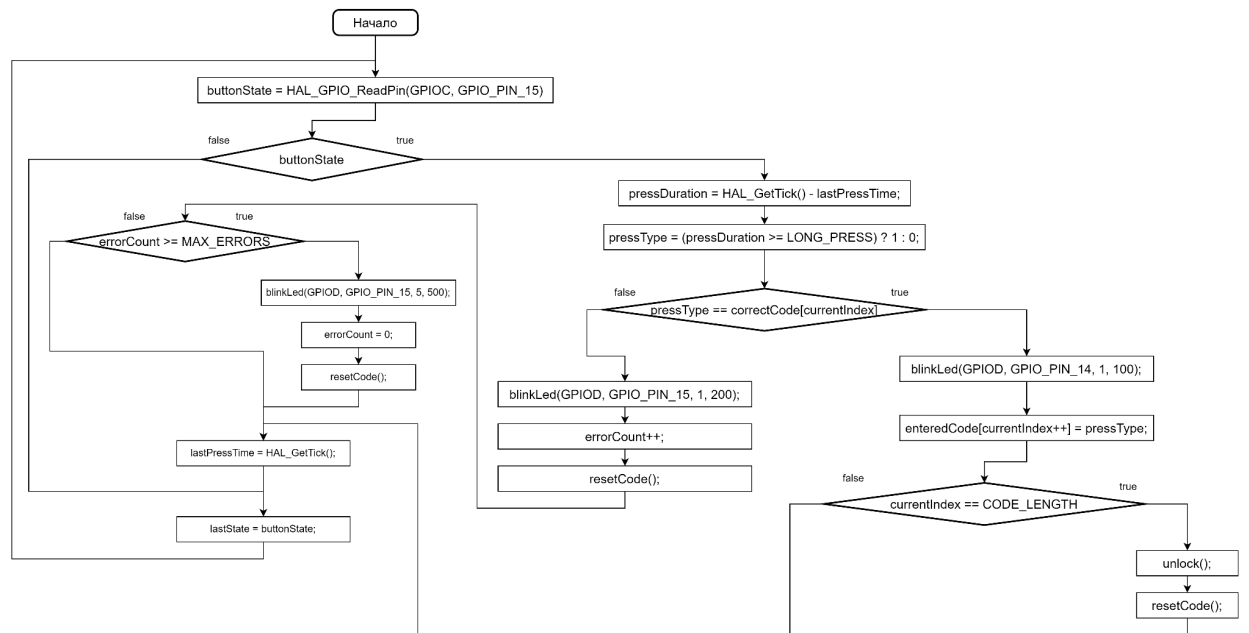 Начало
buttonState = HAL_GPIO_ReadPin(GPIOC, GPIO_PIN_15)
false
true
buttonState
pressDuration = HAL_GetTick() - lastPressTime;
pressType = (pressDuration >= LONG_PRESS) ? 1 : 0;
false
true
errorCount >= MAX_ERRORS
blinkLed(GPIOD, GPIO_PIN_15, 5, 500);
errorCount = 0;
resetCode();
false
true
pressType == correctCode[currentIndex]
blinkLed(GPIOD, GPIO_PIN_15, 1, 200);
errorCount++;
resetCode();
blinkLed(GPIOD, GPIO_PIN_14, 1, 100);
enteredCode[currentIndex++] = pressType;
false
true
currentIndex == CODE_LENGTH
unlock();
resetCode();
lastPressTime = HAL_GetTick();
lastState = buttonState;